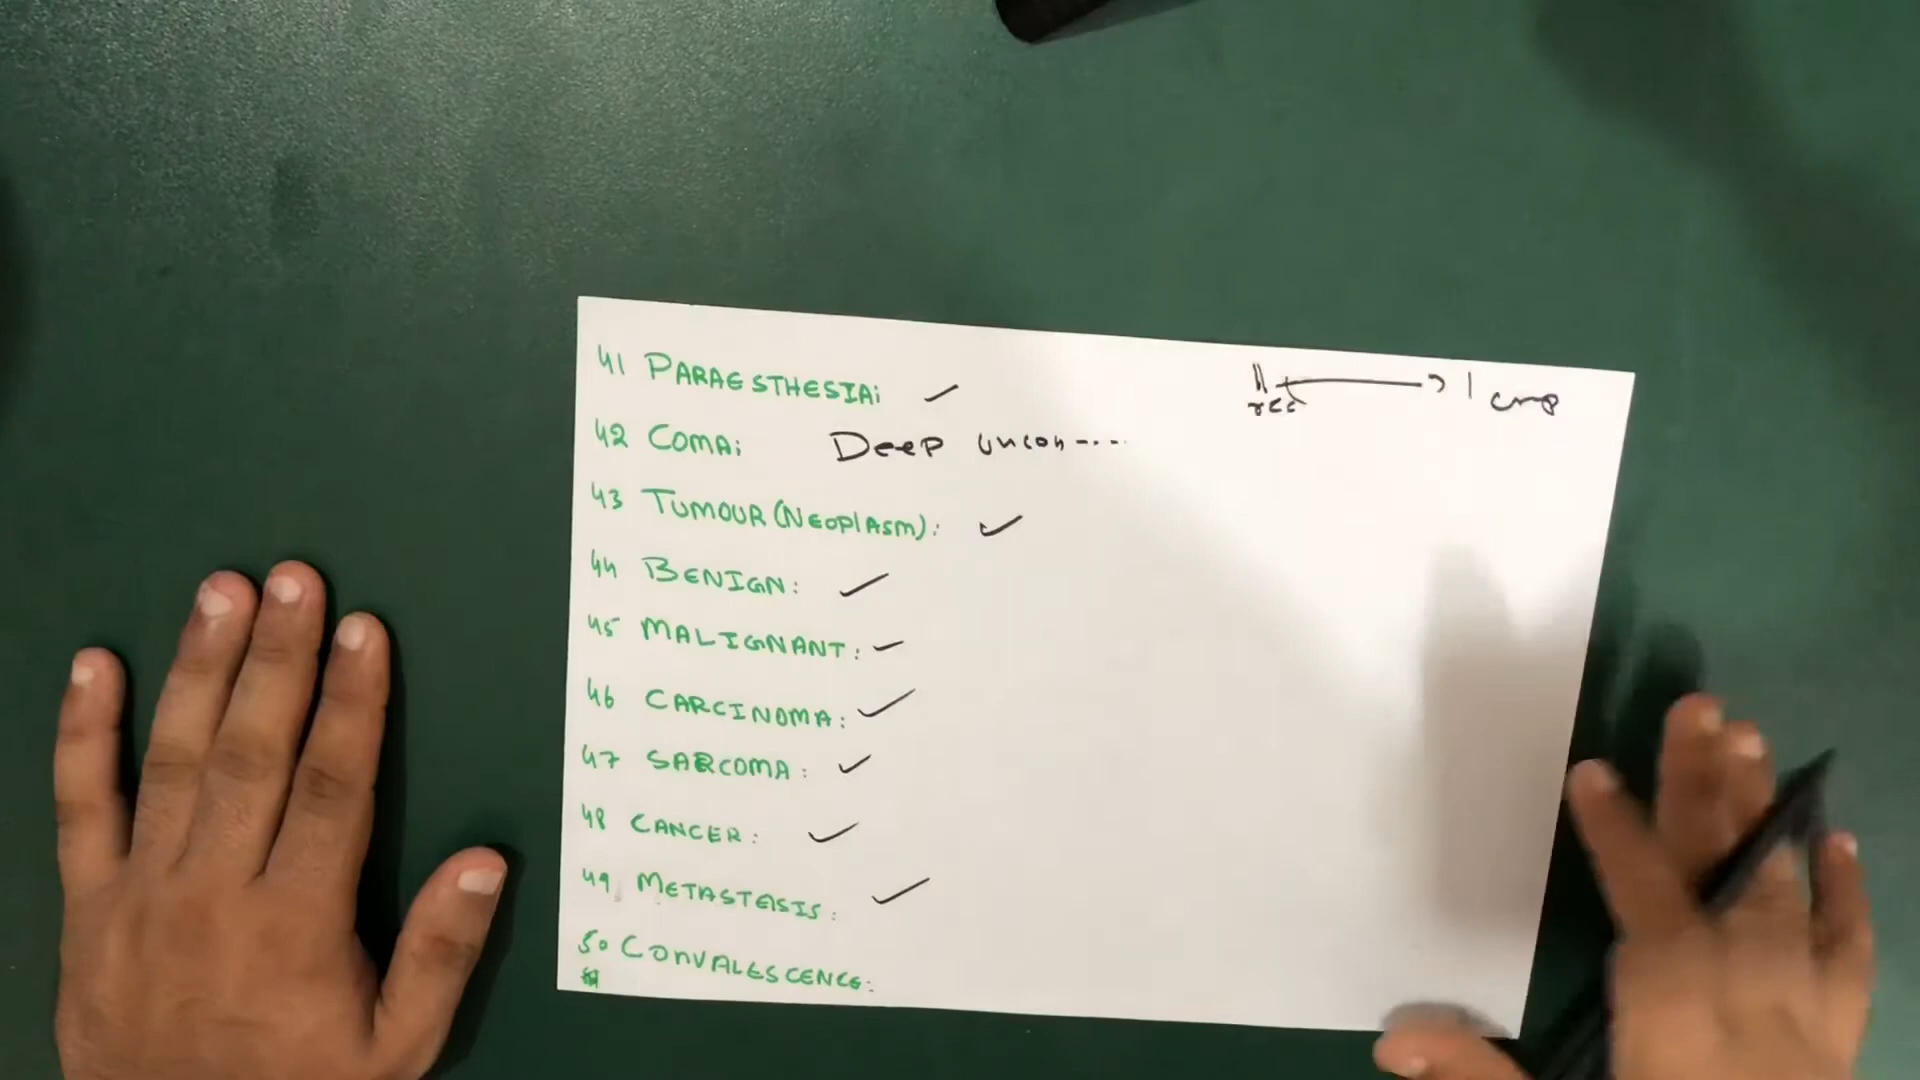 41 PARAESTHESIA:
42 COMA: Deep uncon----
43 TUMOUR (NEOPLASM):
44 BENIGN:
45 MALIGNANT:
46 CARCINOMA:
47 SARCOMA:
48 CANCER:
49 METASTASIS:
50 CONVALESCENCE: